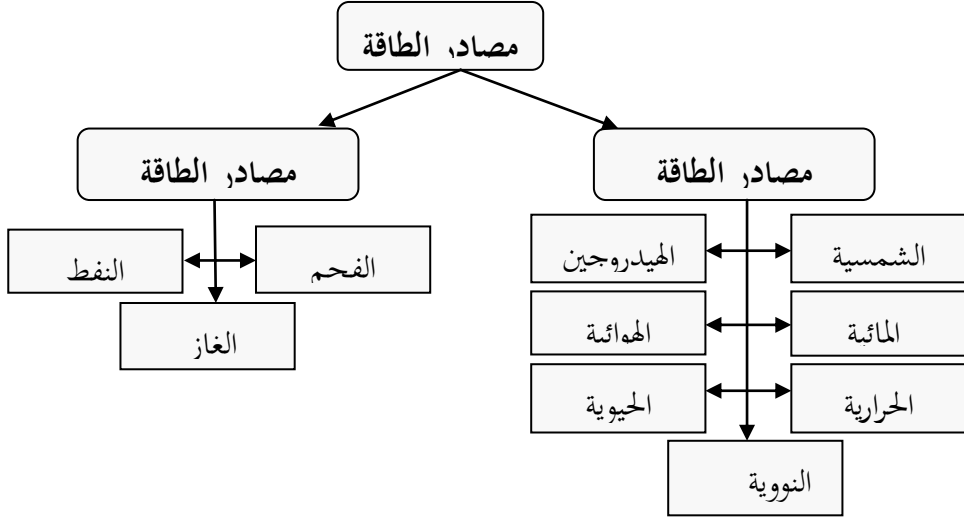 مصادر الطاقة
مصادر الطاقة
مصادر الطاقة
الشمسية
الهيدروجين
المائية
الهوائية
الحرارية
الحيوية
النووية
الفحم
النفط
الغاز